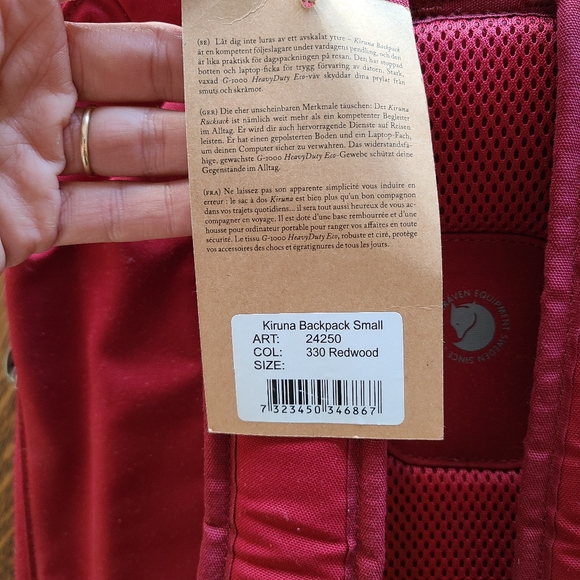 (SE) Låt dig inte luras av ett avskalat yttre – Kiruna Backpack
är en kompetent följeslagare under vardagens pendling, och den
är lika praktisk för dagspackningen på resan. Den har stoppad
botten och laptop-ficka för trygg förvaring av datorn. Stark,
vaxad G-1000 HeavyDuty Eco-väv skyddar dina prylar från
smuts och skråmor.
(GER) Die eher unscheinbaren Merkmale täuschen: Der Kiruna
Rucksack ist nämlich weit mehr als ein kompetenter Begleiter
im Alltag. Er wird dir auch hervorragende Dienste auf Reisen
leisten. Er hat einen gepolsterten Boden und ein Laptop-Fach,
um deinen Computer sicher zu verwahren. Das widerstandsfä-
hige, gewachste G-1000 HeavyDuty Eco-Gewebe schützt deine
Gegenstände im Alltag.
(FRA) Ne laissez pas son apparente simplicité vous induire en
erreur : le sac à dos Kiruna est bien plus qu'un bon compagnon
dans vos trajets quotidiens... il sera tout aussi heureux de vous ac-
compagner en voyage. Il est doté d'une base rembourrée et d'une
housse pour ordinateur portable pour ranger vos affaires en toute
sécurité. Le tissu G-1000 HeavyDuty Eco, robuste et ciré, protège
vos accessoires des chocs et égratignures de tous les jours.
Kiruna Backpack Small
ART: 24250
COL: 330 Redwood
SIZE:
7 323450 346867
RAVEN EQUIPMENT SWEDEN SINCE